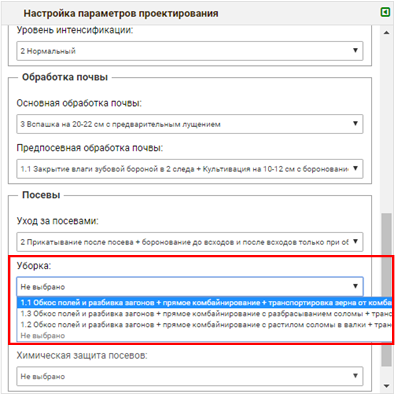 Настройка параметров проектирования
Уровень интенсификации:
2 Нормальный
Обработка почвы
Основная обработка почвы:
3 Вспашка на 20-22 см с предварительным лущением
Предпосевная обработка почвы:
1.1 Закрытие влаги зубовой бороной в 2 следа + Культивация на 10-12 см с боронование
Посевы
Уход за посевами:
2 Прикатывание после посева + боронование до всходов и после всходов только при об
Уборка:
Не выбрано
1.1 Обкос полей и разбивка загонов + прямое комбайнирование + транспортировка зерна от комба
1.3 Обкос полей и разбивка загонов + прямое комбайнирование с разбрасыванием соломы + транс
1.2 Обкос полей и разбивка загонов + прямое комбайнирование с растилом соломы в валки + тран
Не выбрано
Химическая защита посевов:
Не выбрано